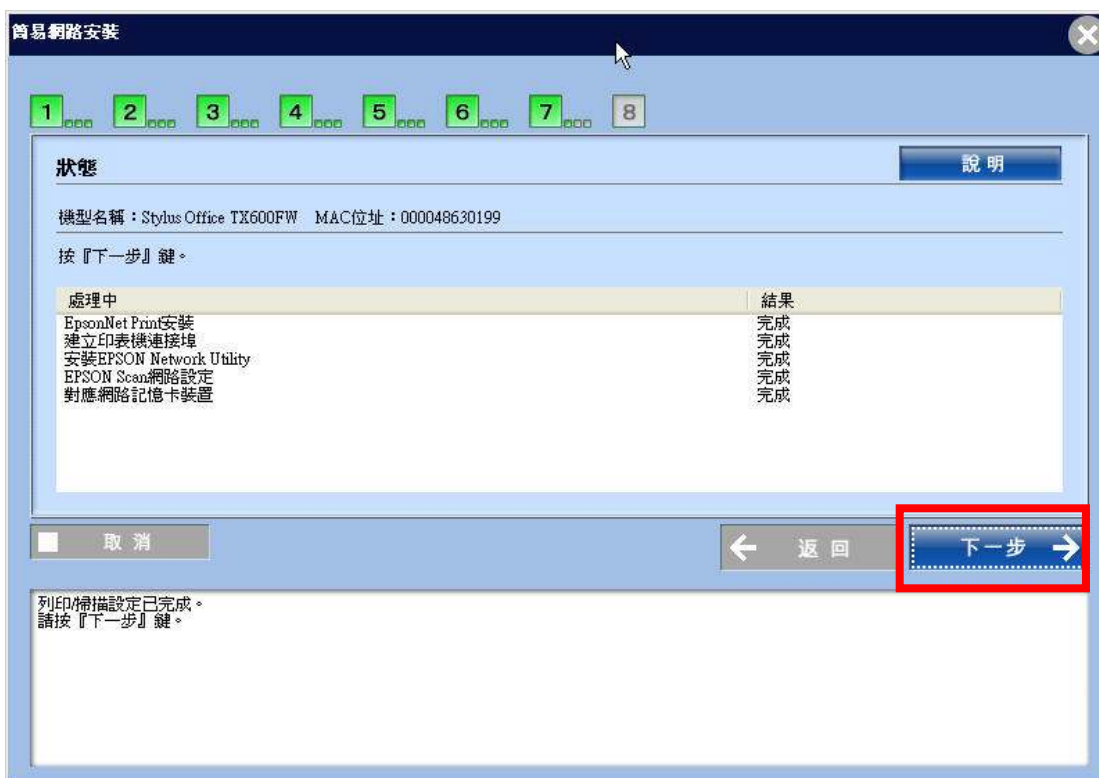 簡易網路安裝
1 2 3 4 5 6 7 8
狀態 說明
機型名稱：Stylus Office TX600FW MAC位址：000048630199
按『下一步』鍵。
處理中 結果
EpsonNet Print安裝 完成
建立印表機連接埠 完成
安裝EPSON Network Utility 完成
EPSON Scan網路設定 完成
對應網路記憶卡裝置 完成
取消 返回 下一步
列印/掃描設定已完成。
請按『下一步』鍵。